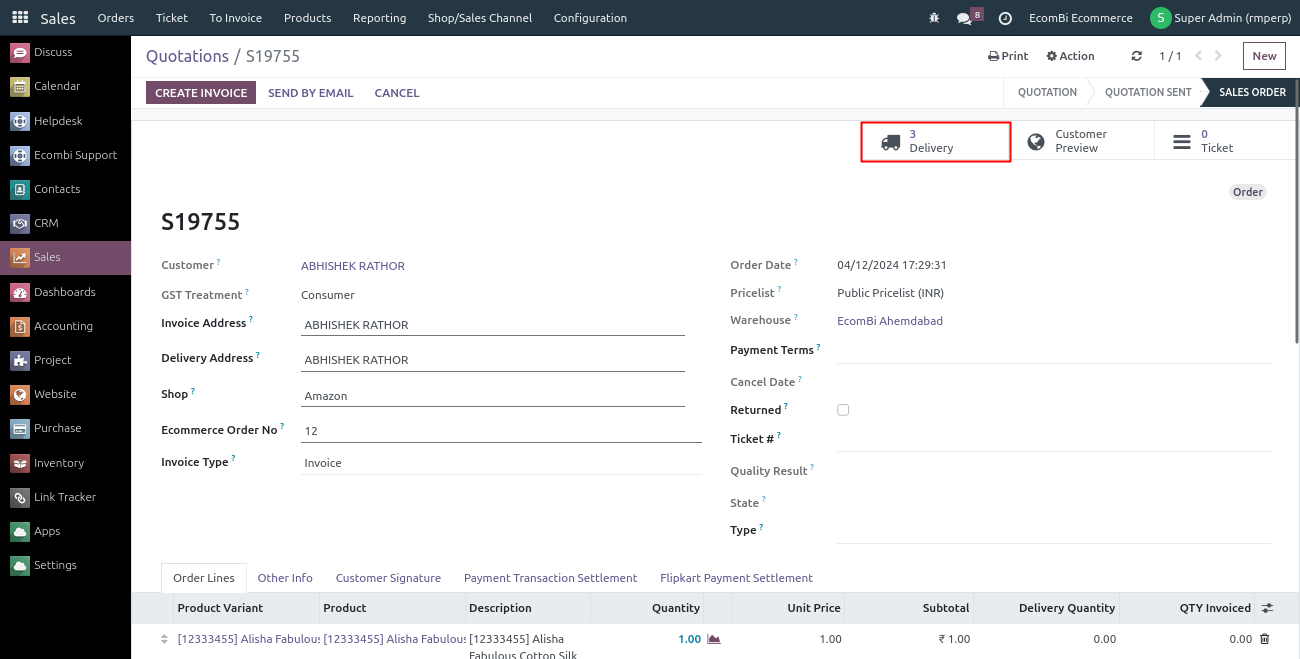 Sales Orders Ticket To Invoice Products Reporting Shop/Sales Channel Configuration 8 EcomBi Ecommerce S Super Admin (rmperp)
Discuss
Calendar
Helpdesk
Ecombi Support
Contacts
CRM
Sales
Dashboards
Accounting
Project
Website
Purchase
Inventory
Link Tracker
Apps
Settings
Quotations / S19755 Print Action 1 / 1 New
CREATE INVOICE SEND BY EMAIL CANCEL QUOTATION QUOTATION SENT SALES ORDER
3 Customer 0
Delivery Preview Ticket
Order
S19755
Customer ? ABHISHEK RATHOR
GST Treatment ? Consumer
Invoice Address ? ABHISHEK RATHOR
Delivery Address ? ABHISHEK RATHOR
Shop ? Amazon
Ecommerce Order No ? 12
Invoice Type ? Invoice
Order Date ? 04/12/2024 17:29:31
Pricelist ? Public Pricelist (INR)
Warehouse ? EcomBi Ahemdabad
Payment Terms ?
Cancel Date ?
Returned ?
Ticket # ?
Quality Result ?
State ?
Type ?
Order Lines Other Info Customer Signature Payment Transaction Settlement Flipkart Payment Settlement
Product Variant Product Description Quantity Unit Price Subtotal Delivery Quantity QTY Invoiced
[12333455] Alisha Fabulous [12333455] Alisha Fabulous [12333455] Alisha 1.00 1.00 ₹ 1.00 0.00 0.00
Fabulous Cotton Silk